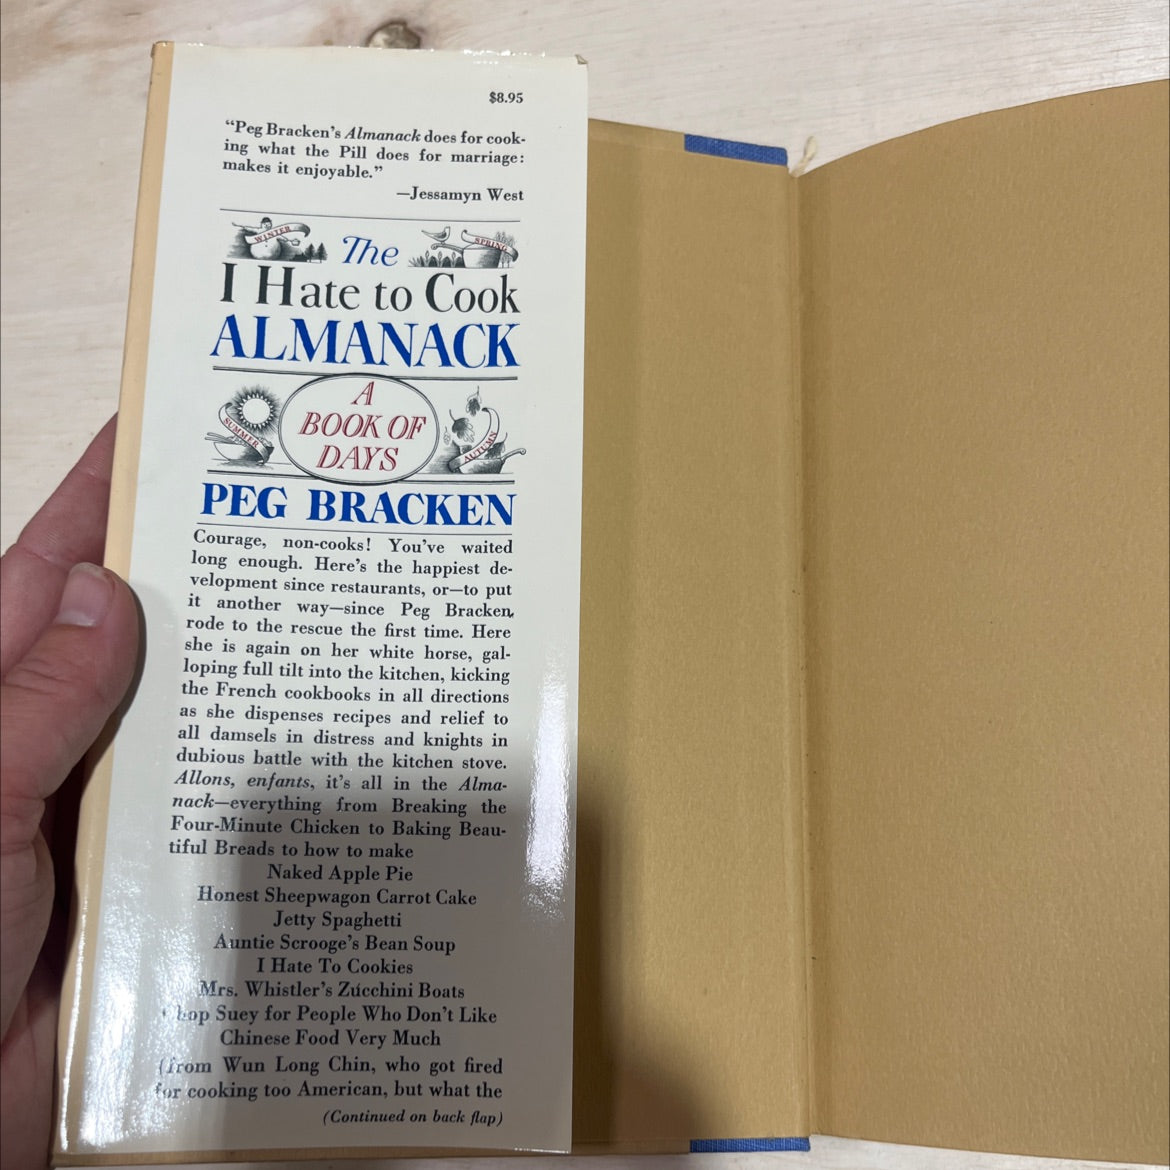 $8.95
“Peg Bracken’s Almanack does for cook-
ing what the Pill does for marriage:
makes it enjoyable.”
—Jessamyn West
WINTER
SPRING
The
I Hate to Cook
ALMANACK
SUMMER
A
BOOK OF
DAYS
AUTUMN
PEG BRACKEN
Courage, non-cooks! You’ve waited
long enough. Here’s the happiest de-
velopment since restaurants, or—to put
it another way—since Peg Bracken
rode to the rescue the first time. Here
she is again on her white horse, gal-
loping full tilt into the kitchen, kicking
the French cookbooks in all directions
as she dispenses recipes and relief to
all damsels in distress and knights in
dubious battle with the kitchen stove.
Allons, enfants, it’s all in the Alma-
nack—everything from Breaking the
Four-Minute Chicken to Baking Beau-
tiful Breads to how to make
Naked Apple Pie
Honest Sheepwagon Carrot Cake
Jetty Spaghetti
Auntie Scrooge’s Bean Soup
I Hate To Cookies
Mrs. Whistler’s Zucchini Boats
Chop Suey for People Who Don’t Like
Chinese Food Very Much
(from Wun Long Chin, who got fired
for cooking too American, but what the
(Continued on back flap)